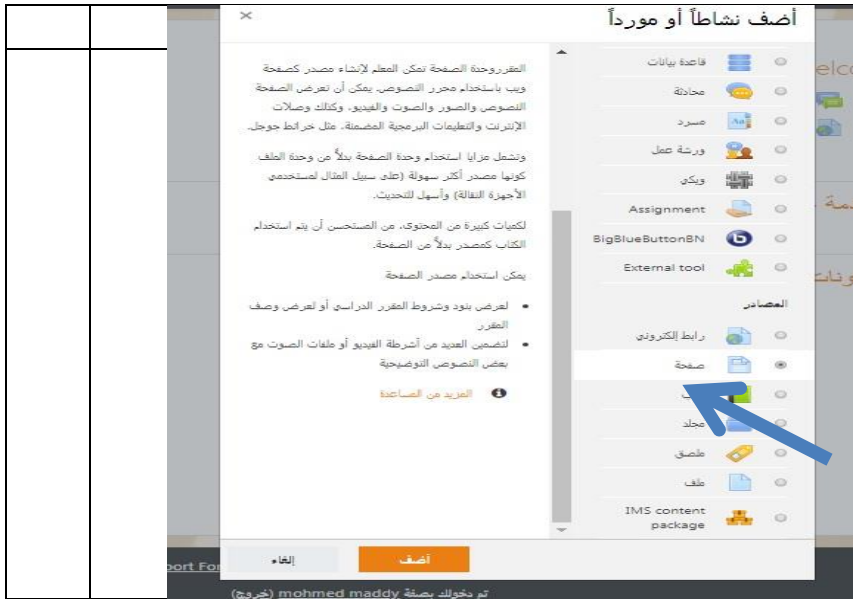 أضف نشاطاً أو مورداً
×
قاعدة بيانات
محادثة
مسرد
ورشة عمل
ويكي
Assignment
BigBlueButtonBN
External tool
المصادر
رابط إلكتروني
صفحة
مجلد
ملصق
ملف
IMS content
package
المقرروحدة الصفحة تمكن المعلم لإنشاء مصدر كصفحة
ويب باستخدام محرر النصوص. يمكن أن تعرض الصفحة
النصوص والصور والصوت والفيديو، وكذلك وصلات
الإنترنت والتعليمات البرمجية المضمنة، مثل خرائط جوجل.
وتشمل مزايا استخدام وحدة الصفحة بدلاً من وحدة الملف
كونها مصدر أكثر سهولة (على سبيل المثال لمستخدمي
الأجهزة النقالة) وأسهل للتحديث.
لكميات كبيرة من المحتوى، من المستحسن أن يتم استخدام
الكتاب كمصدر بدلاً من الصفحة.
يمكن استخدام مصدر الصفحة
• لعرض بنود وشروط المقرر الدراسي أو لعرض وصف
المقرر
• لتضمين العديد من أشرطة الفيديو أو ملفات الصوت مع
بعض النصوص التوضيحية
المزيد من المساعدة
أضف
إلغاء
تم دخولك بصفة mohmed maddy (خروج)